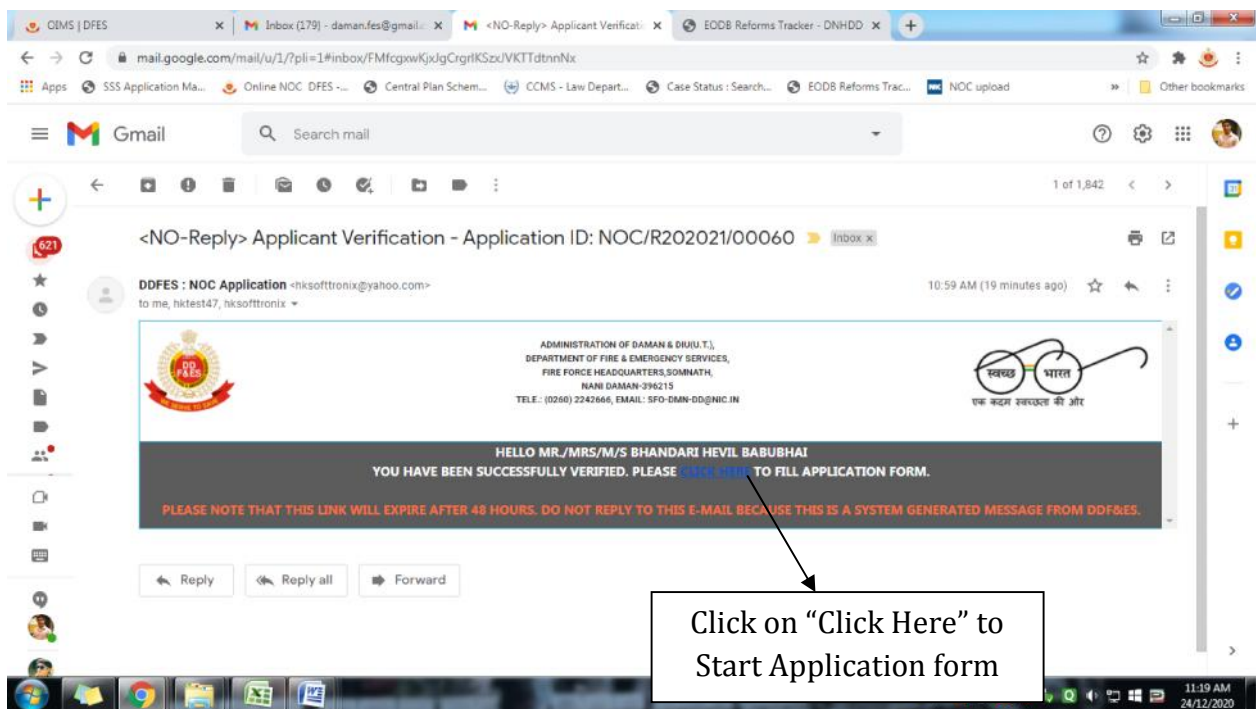 OIMS | DFES
Inbox (179) - daman.fes@gmail.c
<NO-Reply> Applicant Verificati
EODB Reforms Tracker - DNHDD
mail.google.com/mail/u/1/?pli=1#inbox/FMfcgxwKjxJgCrgrlKSzxJVKTTdtnnNx
Apps
SSS Application Ma...
Online NOC DFES -...
Central Plan Schem...
CCMS - Law Depart...
Case Status : Search...
EODB Reforms Trac...
NOC upload
Other bookmarks
Gmail
Search mail
1 of 1,842
621
<NO-Reply> Applicant Verification - Application ID: NOC/R202021/00060
Inbox x
DDFES : NOC Application <hksofttronix@yahoo.com>
10:59 AM (19 minutes ago)
to me, hktest47, hksofttronix
ADMINISTRATION OF DAMAN & DIU(U.T.),
DEPARTMENT OF FIRE & EMERGENCY SERVICES,
FIRE FORCE HEADQUARTERS,SOMNATH,
NANI DAMAN-396215
TELE.: (0260) 2242666, EMAIL: SFO-DMN-DD@NIC.IN
DD
F&ES
WE SERVE TO SAVE
स्वच्छ भारत
एक कदम स्वच्छता की ओर
HELLO MR./MRS/M/S BHANDARI HEVIL BABUBHAI
YOU HAVE BEEN SUCCESSFULLY VERIFIED. PLEASE CLICK HERE TO FILL APPLICATION FORM.
PLEASE NOTE THAT THIS LINK WILL EXPIRE AFTER 48 HOURS. DO NOT REPLY TO THIS E-MAIL BECAUSE THIS IS A SYSTEM GENERATED MESSAGE FROM DDF&ES.
Reply
Reply all
Forward
Click on “Click Here” to
Start Application form
11:19 AM
24/12/2020